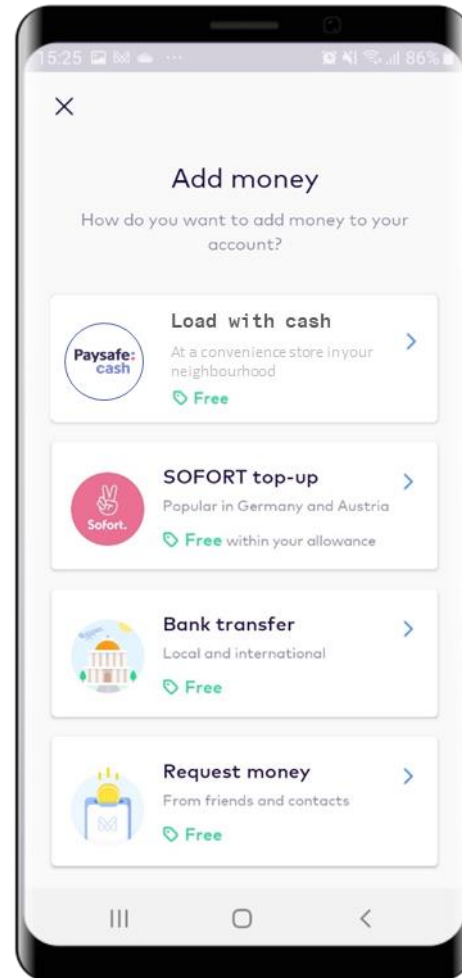 15:25 ... 86%
Add money
How do you want to add money to your
account?
Paysafe:
cash
Load with cash
At a convenience store in your
neighbourhood
Free
Sofort.
SOFORT top-up
Popular in Germany and Austria
Free within your allowance
Bank transfer
Local and international
Free
Request money
From friends and contacts
Free